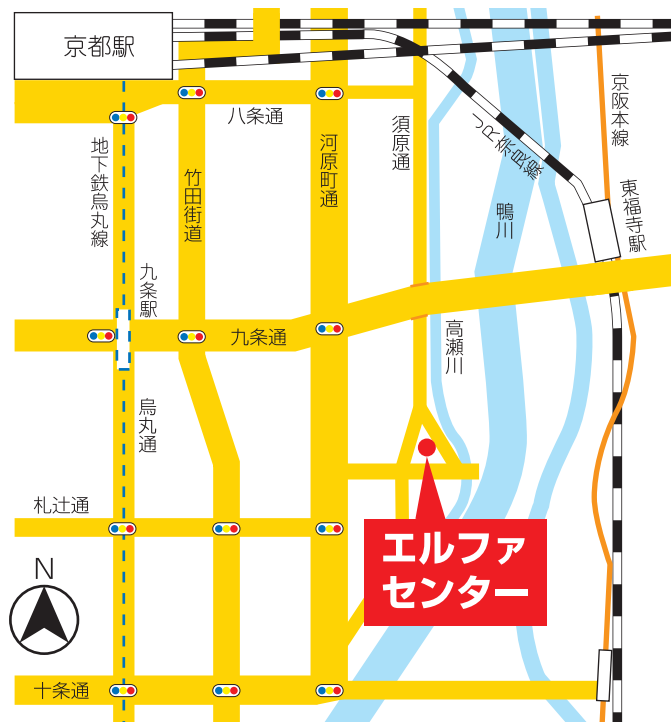 京都駅
八条通
地下鉄烏丸線
竹田街道
河原町通
須原通
JR奈良線
京阪本線
鴨川
東福寺駅
九条駅
九条通
高瀬川
烏丸通
札辻通
エルファ
センター
N
十条通